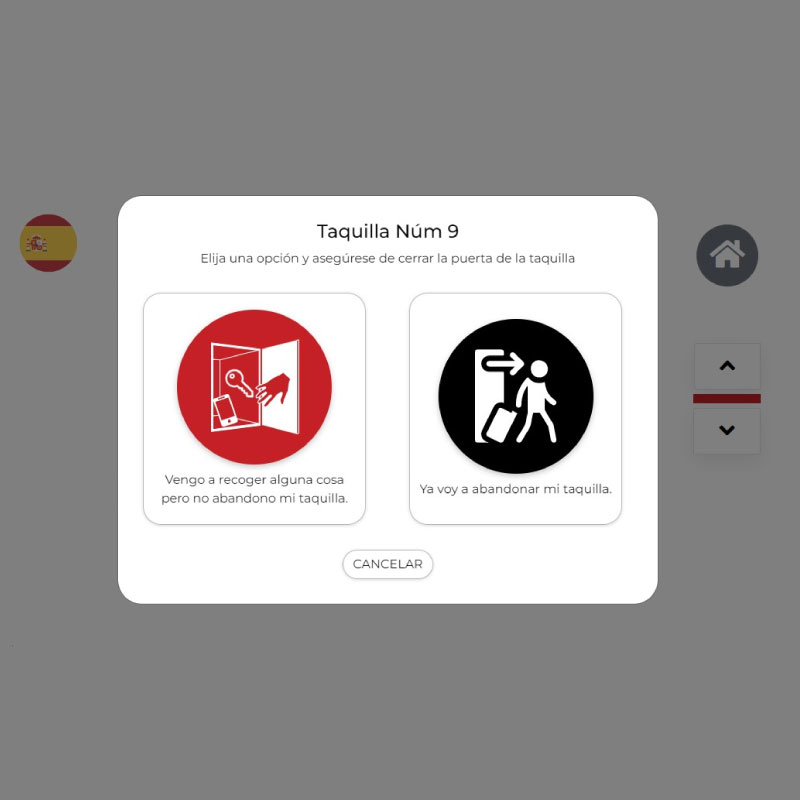 Taquilla Núm 9
Elija una opción y asegúrese de cerrar la puerta de la taquilla
Vengo a recoger alguna cosa
pero no abandono mi taquilla.
Ya voy a abandonar mi taquilla.
CANCELAR